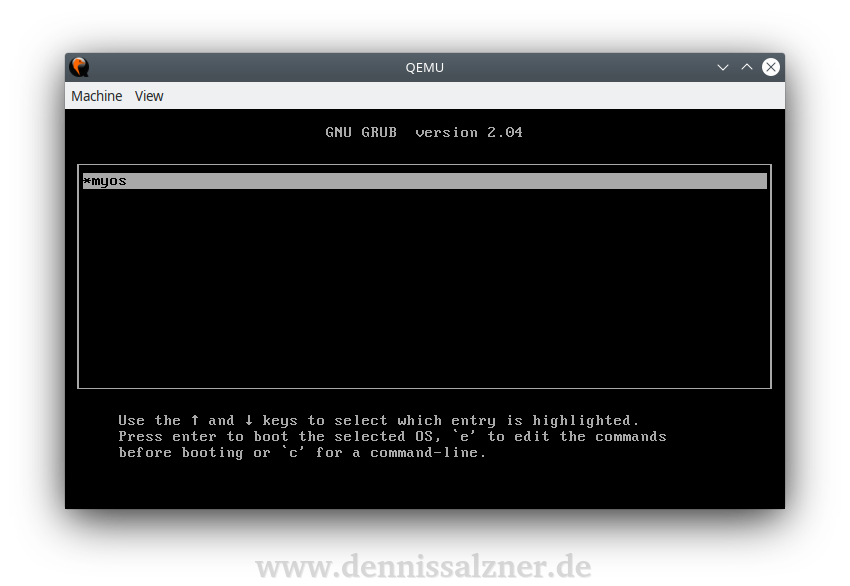 QEMU
Machine View
GNU GRUB version 2.04
*myos
Use the ↑ and ↓ keys to select which entry is highlighted.
Press enter to boot the selected OS, `e' to edit the commands
before booting or `c' for a command-line.
www.dennissalzner.de